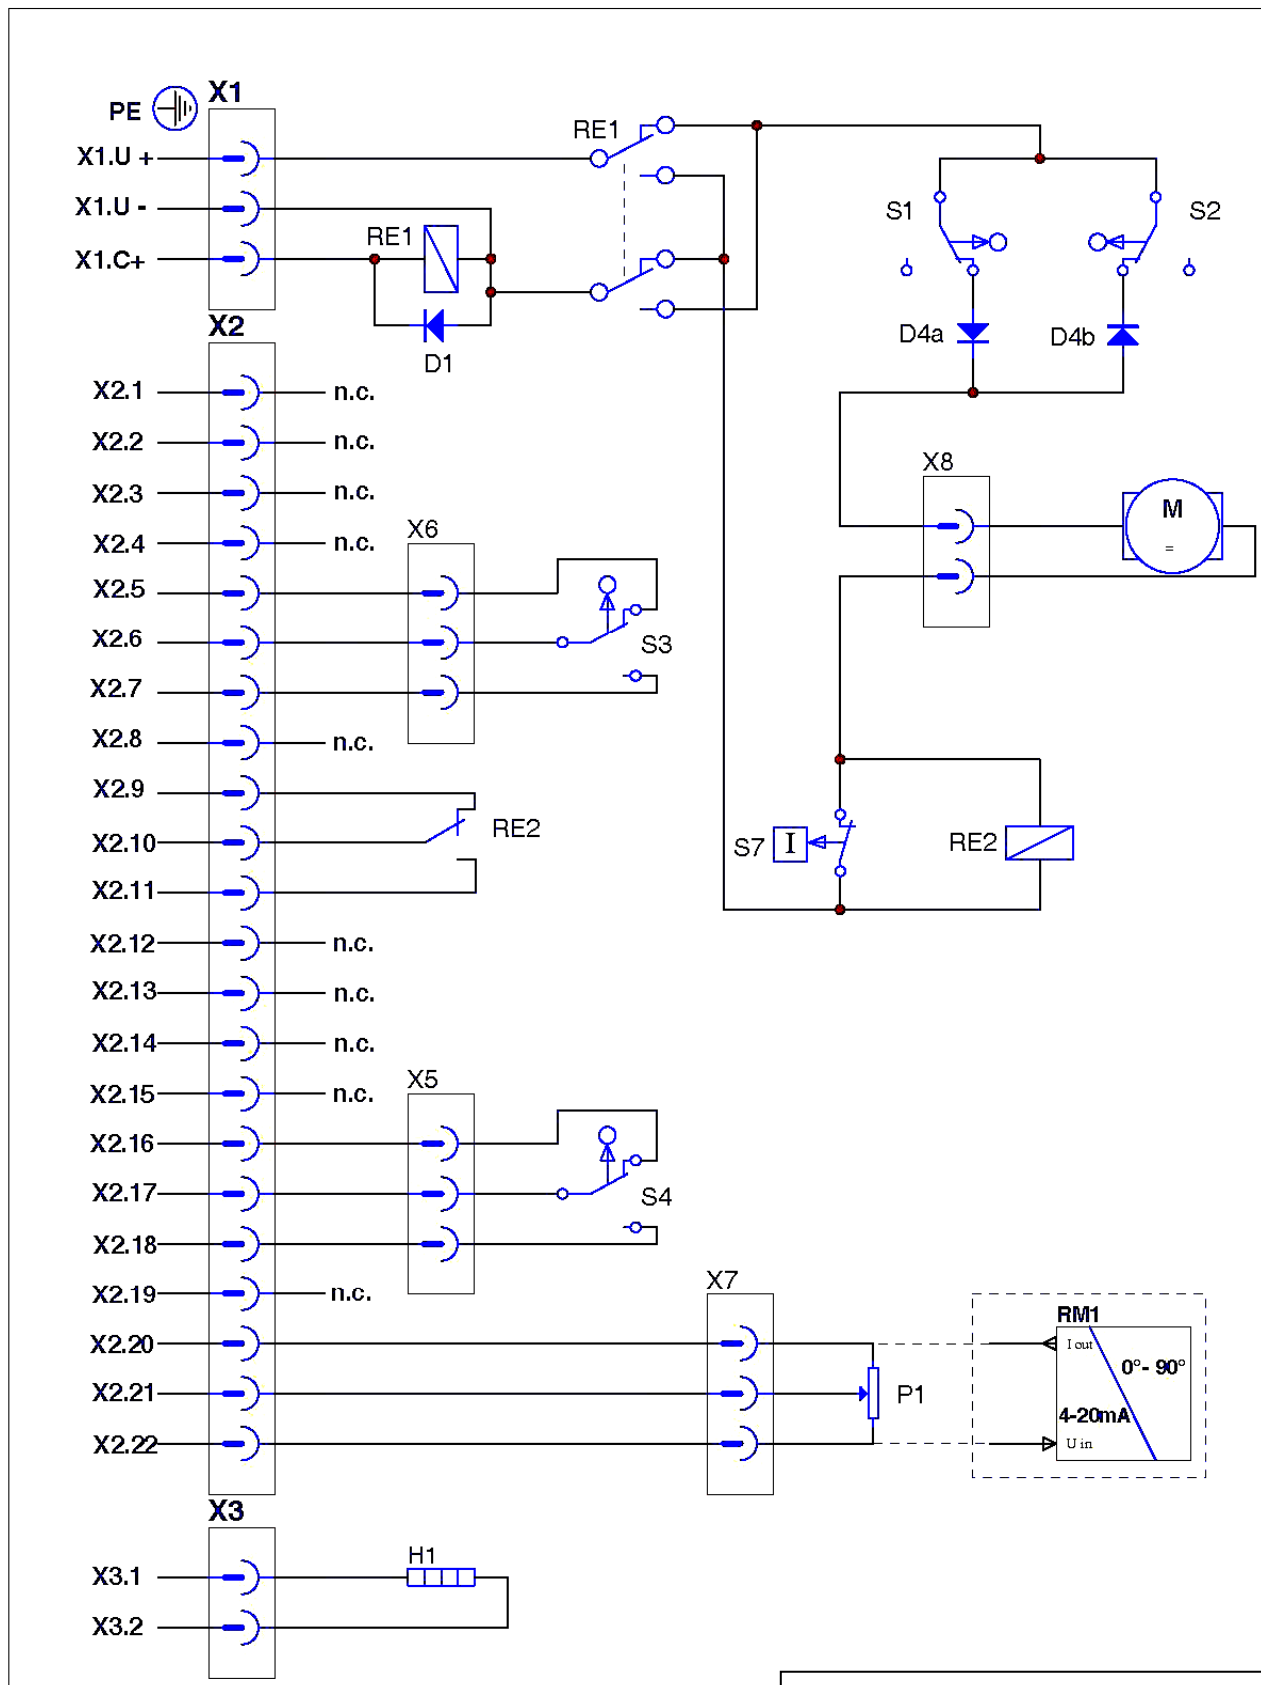 X1
PE
RE1
X1.U +
X1.U -
S1
S2
RE1
X1.C+
X2
D4a
D4b
D1
X2.1 n.c.
X2.2 n.c.
X8
X2.3 n.c.
M
=
X6
X2.4 n.c.
X2.5
X2.6
S3
X2.7
X2.8 n.c.
X2.9
RE2
X2.10
S7
I
RE2
X2.11
X2.12 n.c.
X2.13 n.c.
X2.14 n.c.
X5
X2.15 n.c.
X2.16
X2.17
S4
X2.18
X7
X2.19 n.c.
RM1
X2.20
I out
0°- 90°
X2.21
P1
4-20mA
X2.22
U in
X3
H1
X3.1
X3.2